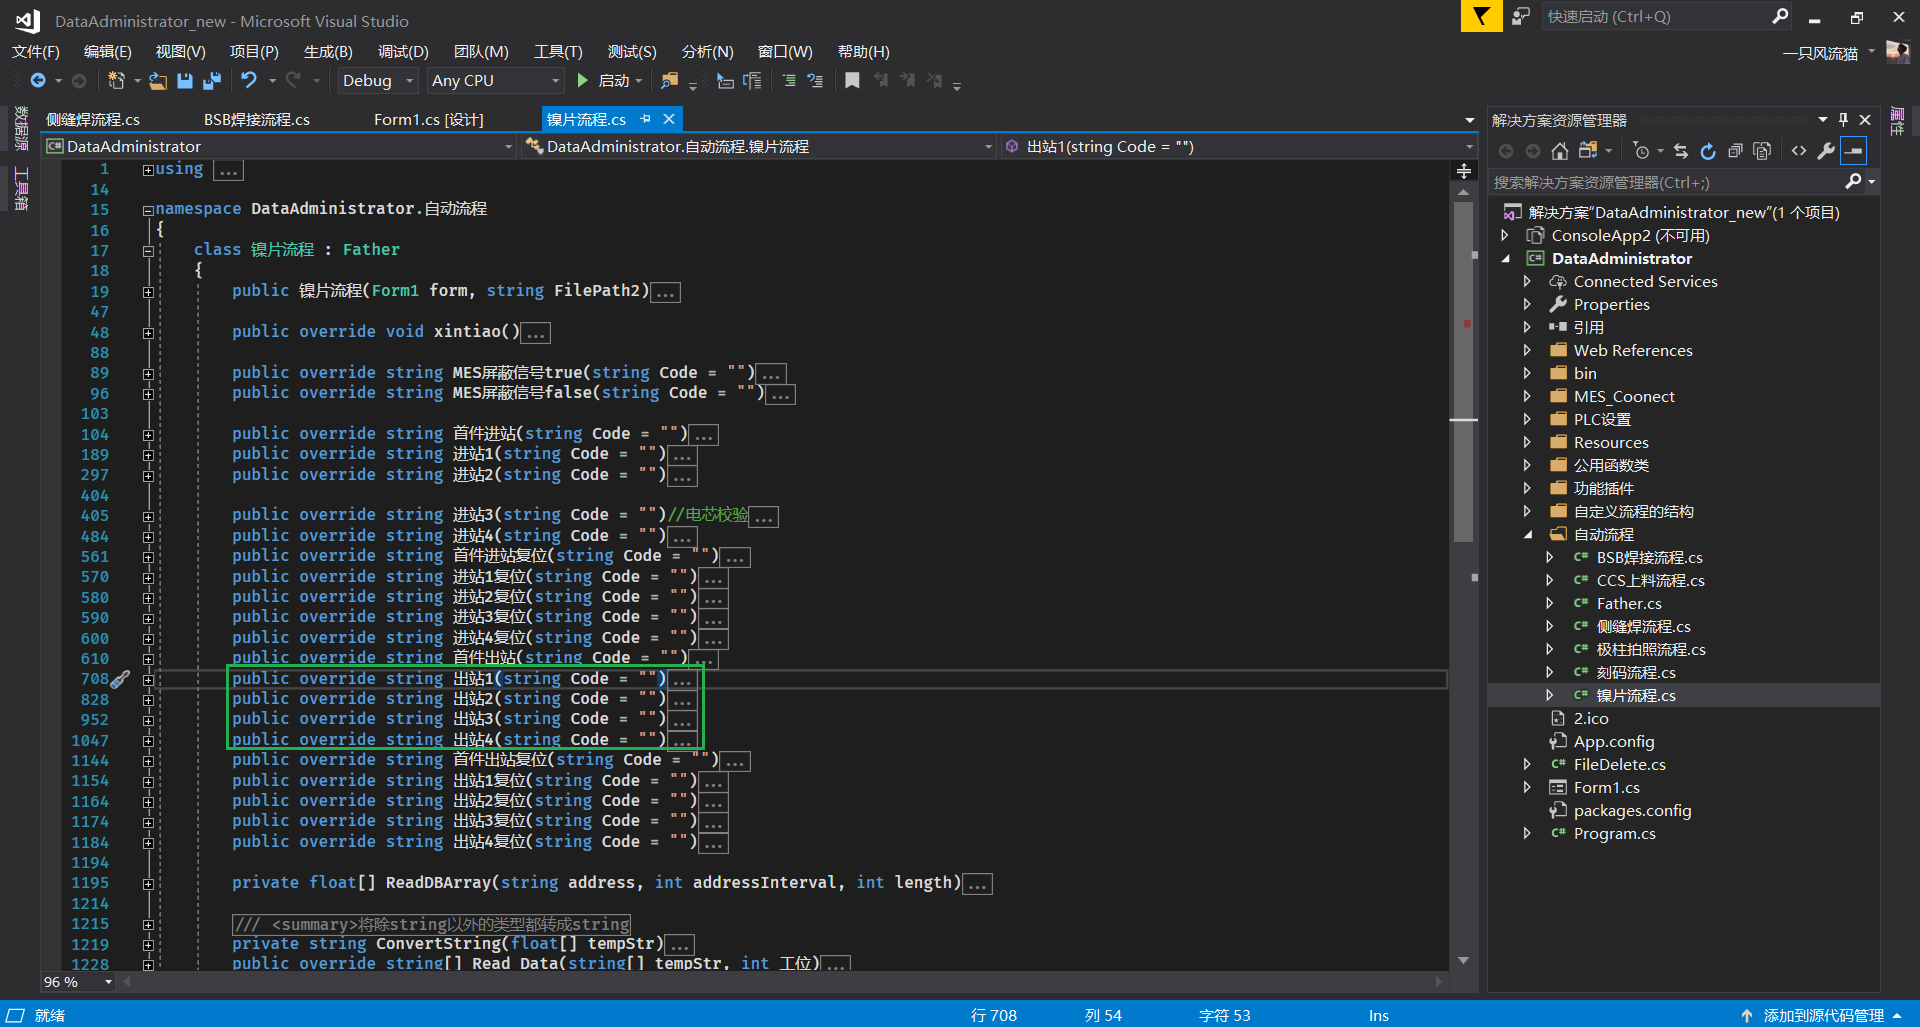 DataAdministrator_new - Microsoft Visual Studio
快速启动 (Ctrl+Q)
文件(F) 编辑(E) 视图(V) 项目(P) 生成(B) 调试(D) 团队(M) 工具(T) 测试(S) 分析(N) 窗口(W) 帮助(H)
一只风流猫
Debug Any CPU 启动
数据源
工具箱
侧缝焊流程.cs BSB焊接流程.cs Form1.cs [设计] 镍片流程.cs
DataAdministrator DataAdministrator.自动流程.镍片流程 出站1(string Code = "")
1 using ...
14
15 namespace DataAdministrator.自动流程
16 {
17 class 镍片流程 : Father
18 {
19 public 镍片流程(Form1 form, string FilePath2)...
47
48 public override void xintiao()...
88
89 public override string MES屏蔽信号true(string Code = "")...
96 public override string MES屏蔽信号false(string Code = "")...
103
104 public override string 首件进站(string Code = "")...
189 public override string 进站1(string Code = "")...
297 public override string 进站2(string Code = "")...
404
405 public override string 进站3(string Code = "")//电芯校验...
484 public override string 进站4(string Code = "")...
561 public override string 首件进站复位(string Code = "")...
570 public override string 进站1复位(string Code = "")...
580 public override string 进站2复位(string Code = "")...
590 public override string 进站3复位(string Code = "")...
600 public override string 进站4复位(string Code = "")...
610 public override string 首件出站(string Code = "")...
708 public override string 出站1(string Code = "")...
828 public override string 出站2(string Code = "")...
952 public override string 出站3(string Code = "")...
1047 public override string 出站4(string Code = "")...
1144 public override string 首件出站复位(string Code = "")...
1154 public override string 出站1复位(string Code = "")...
1164 public override string 出站2复位(string Code = "")...
1174 public override string 出站3复位(string Code = "")...
1184 public override string 出站4复位(string Code = "")...
1194
1195 private float[] ReadDBArray(string address, int addressInterval, int length)...
1214
1215 /// <summary>将除string以外的类型都转成string
1219 private string ConvertString(float[] tempStr)...
1228 public override string[] Read Data(string[] tempStr, int 工位)...
96 %
解决方案资源管理器
搜索解决方案资源管理器(Ctrl+;)
解决方案"DataAdministrator_new"(1 个项目)
ConsoleApp2 (不可用)
DataAdministrator
Connected Services
Properties
引用
Web References
bin
MES_Coonect
PLC设置
Resources
公用函数类
功能插件
自定义流程的结构
自动流程
BSB焊接流程.cs
CCS上料流程.cs
Father.cs
侧缝焊流程.cs
极柱拍照流程.cs
刻码流程.cs
镍片流程.cs
2.ico
App.config
FileDelete.cs
Form1.cs
packages.config
Program.cs
属性
就绪 行 708 列 54 字符 53 Ins 添加到源代码管理